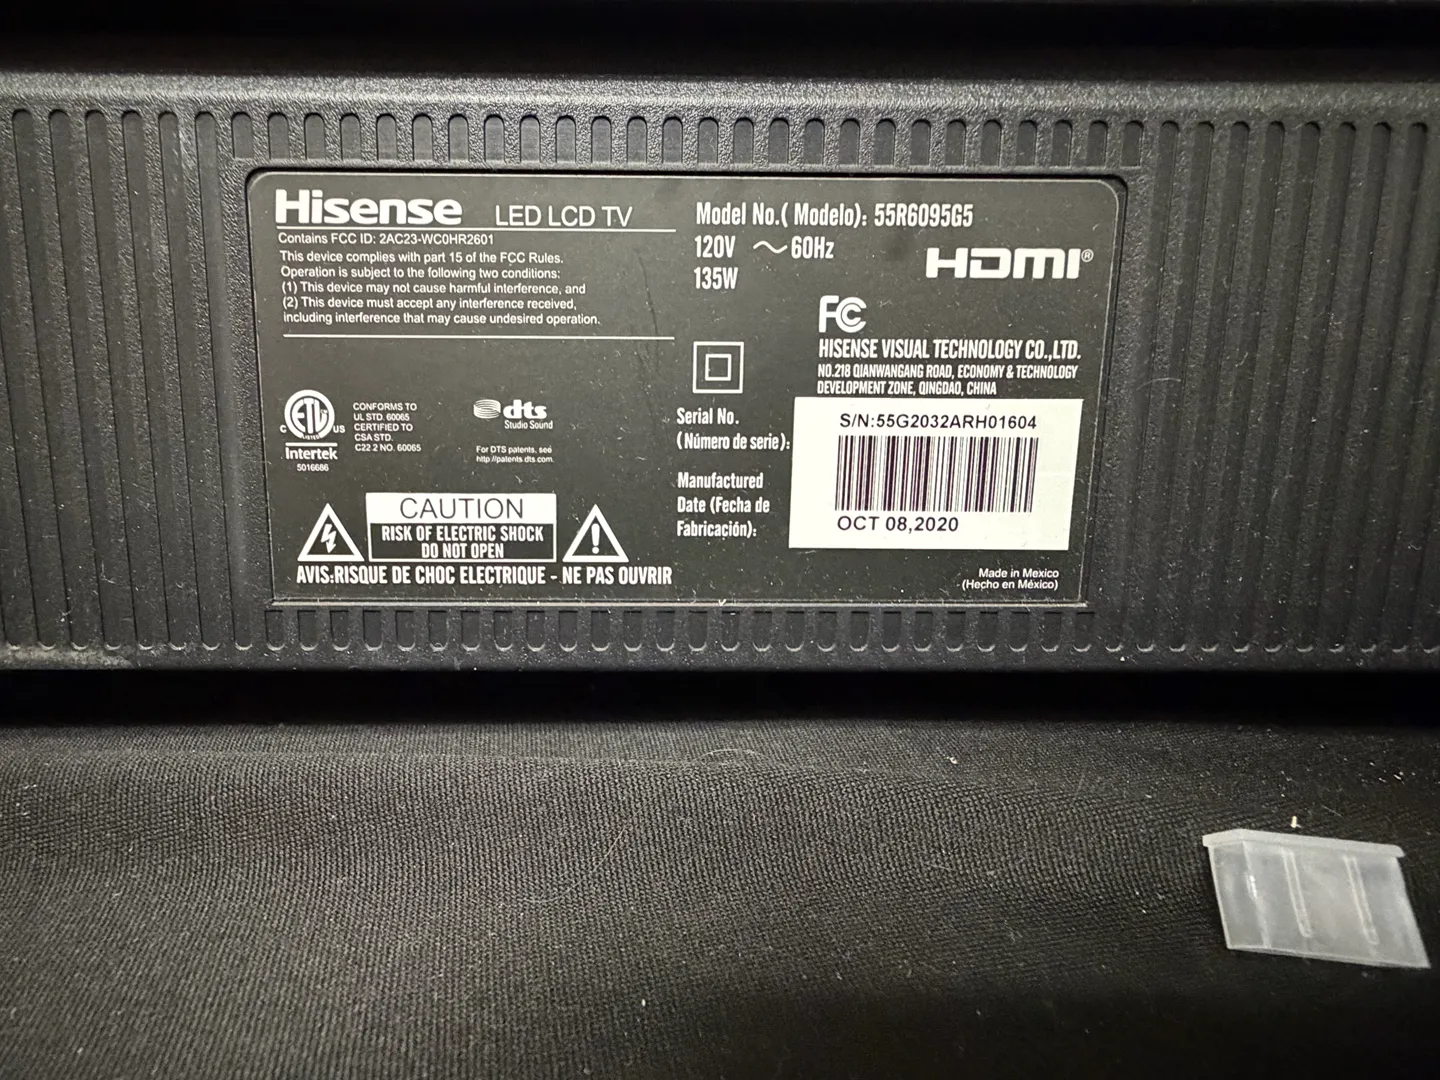 Hisense LED LCD TV
Contains FCC ID: 2AC23-WC0HR2601
This device complies with part 15 of the FCC Rules.
Operation is subject to the following two conditions:
(1) This device may not cause harmful interference, and
(2) This device must accept any interference received,
including interference that may cause undesired operation.
Model No.( Modelo): 55R6095G5
120V ～ 60Hz
135W
HDMI®
FC
HISENSE VISUAL TECHNOLOGY CO.,LTD.
NO.218 QIANWANGANG ROAD, ECONOMY & TECHNOLOGY
DEVELOPMENT ZONE, QINGDAO, CHINA
C ETL US
LISTED
Intertek
5016686
CONFORMS TO
UL STD. 60065
CERTIFIED TO
CSA STD.
C22 2 NO. 60065
dts
Studio Sound
For DTS patents, see
http://patents.dts.com.
Serial No.
(Número de serie):
S/N:55G2032ARH01604
Manufactured
Date (Fecha de
Fabricación):
OCT 08,2020
CAUTION
RISK OF ELECTRIC SHOCK
DO NOT OPEN
AVIS:RISQUE DE CHOC ELECTRIQUE - NE PAS OUVRIR
Made in Mexico
(Hecho en México)